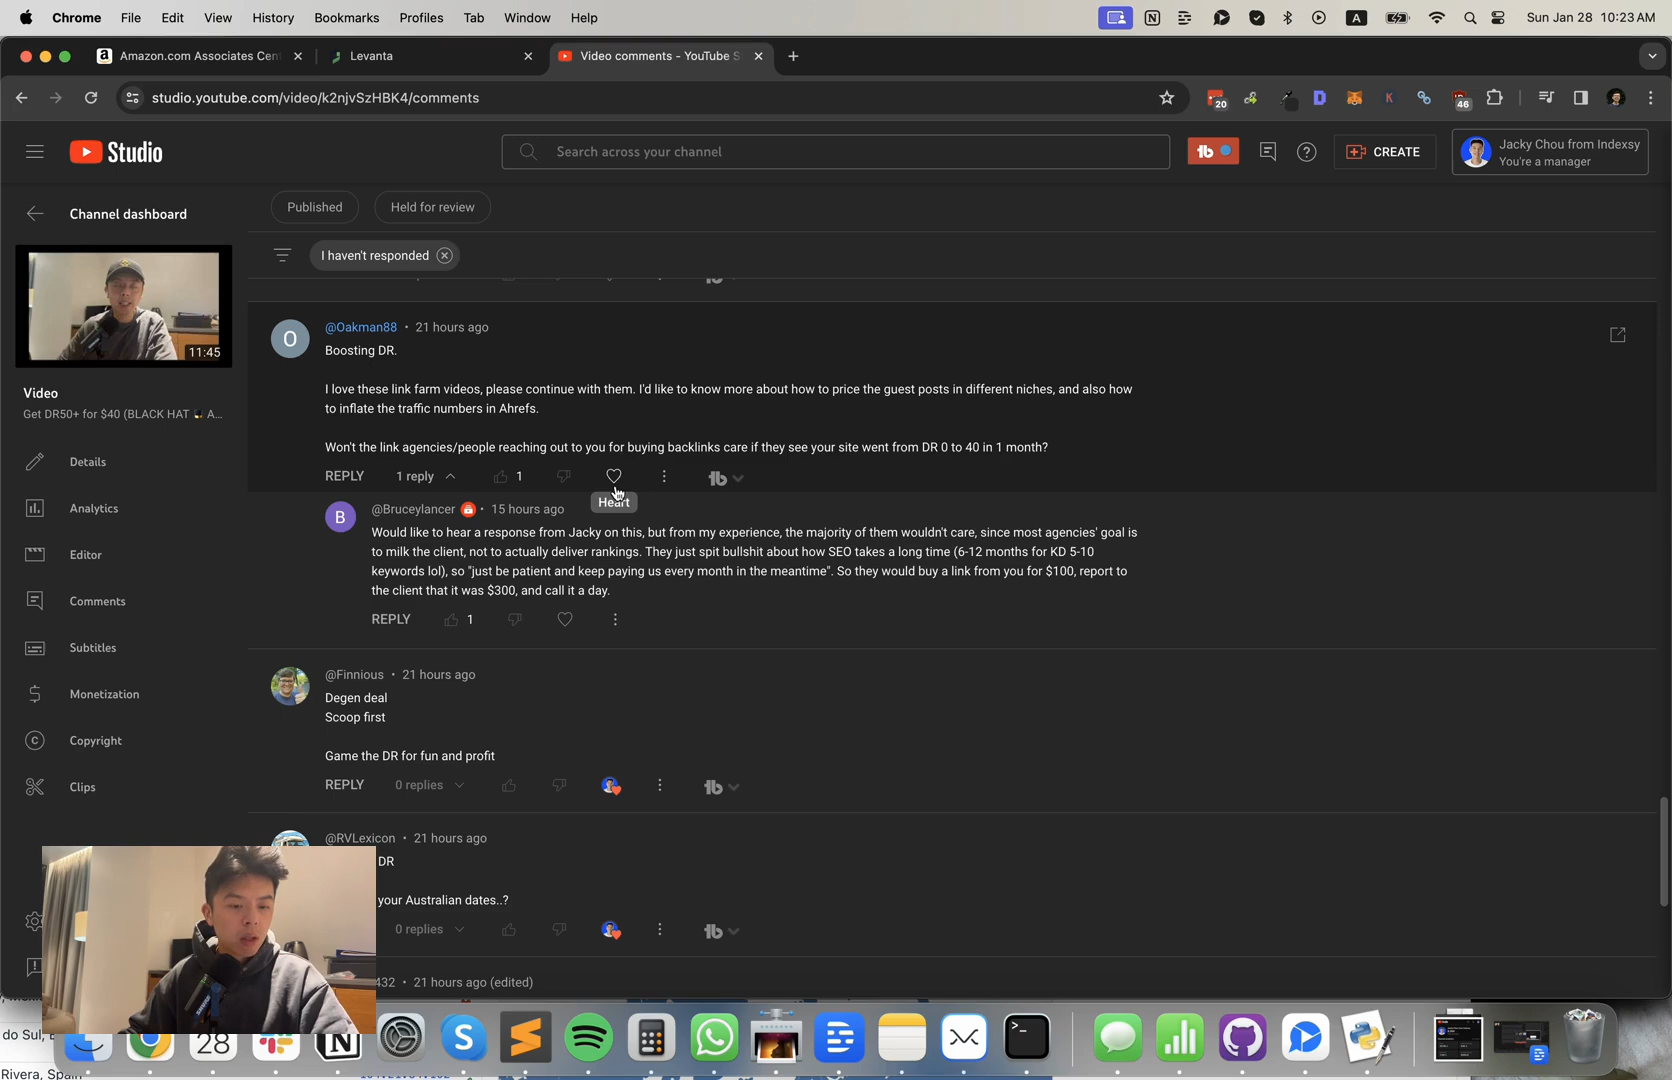 Chrome File Edit View History Bookmarks Profiles Tab Window Help
A
Sun Jan 28 10:23 AM
Amazon.com Associates Cen
Levanta
Video comments - YouTube S
studio.youtube.com/video/k2njvSzHBK4/comments
20
46
Studio
Search across your channel
CREATE
Jacky Chou from Indexsy
You're a manager
Channel dashboard
11:45
Video
Get DR50+ for $40 (BLACK HAT A...
Details
Analytics
Editor
Comments
Subtitles
Monetization
Copyright
Clips
Published
Held for review
I haven't responded
O
@Oakman88 • 21 hours ago
Boosting DR.
I love these link farm videos, please continue with them. I'd like to know more about how to price the guest posts in different niches, and also how
to inflate the traffic numbers in Ahrefs.
Won't the link agencies/people reaching out to you for buying backlinks care if they see your site went from DR 0 to 40 in 1 month?
REPLY 1 reply 1
Heart
B
@Bruceylancer • 15 hours ago
Would like to hear a response from Jacky on this, but from my experience, the majority of them wouldn't care, since most agencies' goal is
to milk the client, not to actually deliver rankings. They just spit bullshit about how SEO takes a long time (6-12 months for KD 5-10
keywords lol), so "just be patient and keep paying us every month in the meantime". So they would buy a link from you for $100, report to
the client that it was $300, and call it a day.
REPLY 1
@Finnious • 21 hours ago
Degen deal
Scoop first
Game the DR for fun and profit
REPLY 0 replies
@RVLexicon • 21 hours ago
DR
your Australian dates..?
0 replies
432 • 21 hours ago (edited)
do Sul,
Rivera, Spain
28